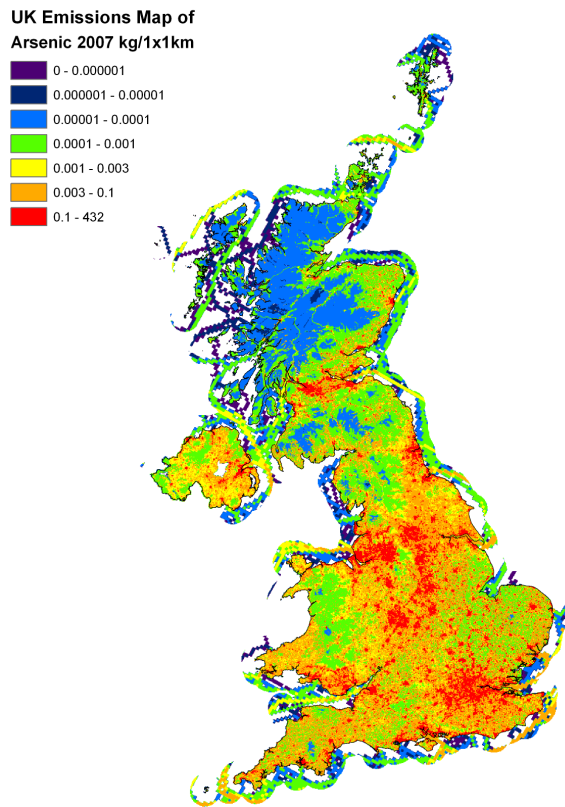 UK Emissions Map of
Arsenic 2007 kg/1x1km
0 - 0.000001
0.000001 - 0.00001
0.00001 - 0.0001
0.0001 - 0.001
0.001 - 0.003
0.003 - 0.1
0.1 - 432